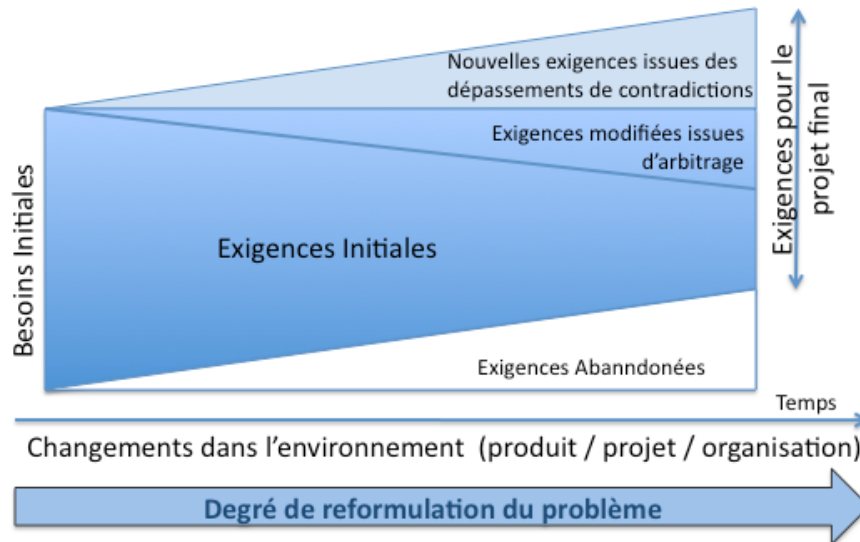 Nouvelles exigences issues des
dépassements de contradictions
Exigences modifiées issues
d'arbitrage
Exigences Initiales
Exigences Abanndonées
Besoins Initiales
Exigences pour le
projet final
Temps
Changements dans l'environnement (produit / projet / organisation)
Degré de reformulation du problème